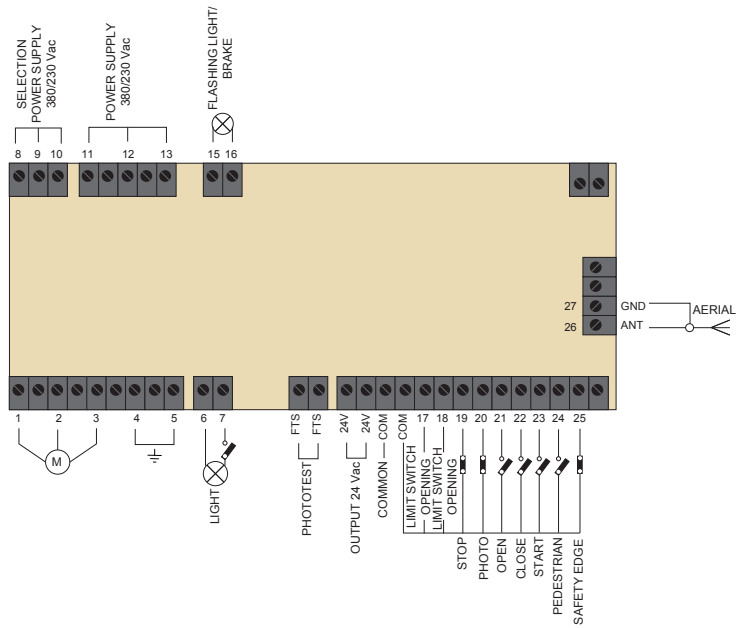 SELECTION
POWER SUPPLY
380/230 Vac
POWER SUPPLY
380/230 Vac
FLASHING LIGHT/
BRAKE
8 9 10 11 12 13 15 16
27 GND
AERIAL
26 ANT
1 2 3 4 5 6 7 FTS FTS 24V 24V COM COM 17 18 19 20 21 22 23 24 25
M
LIGHT
PHOTOTEST
OUTPUT 24 Vac
COMMON
LIMIT SWITCH
OPENING
LIMIT SWITCH
OPENING
STOP
PHOTO
OPEN
CLOSE
START
PEDESTRIAN
SAFETY EDGE